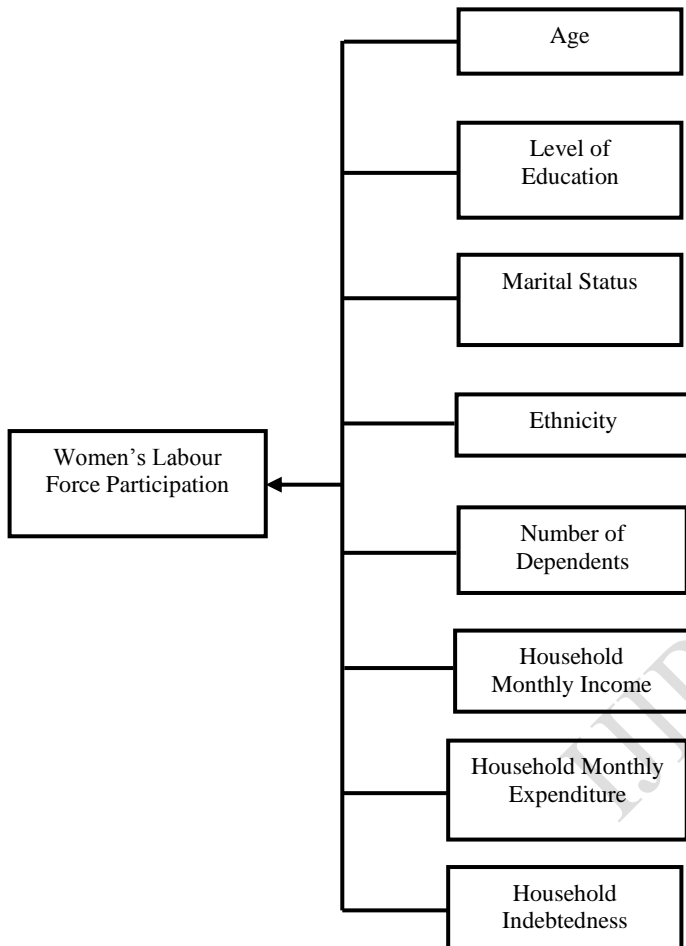 Age
Level of
Education
Marital Status
Ethnicity
Women’s Labour
Force Participation
Number of
Dependents
Household
Monthly Income
Household Monthly
Expenditure
Household
Indebtedness